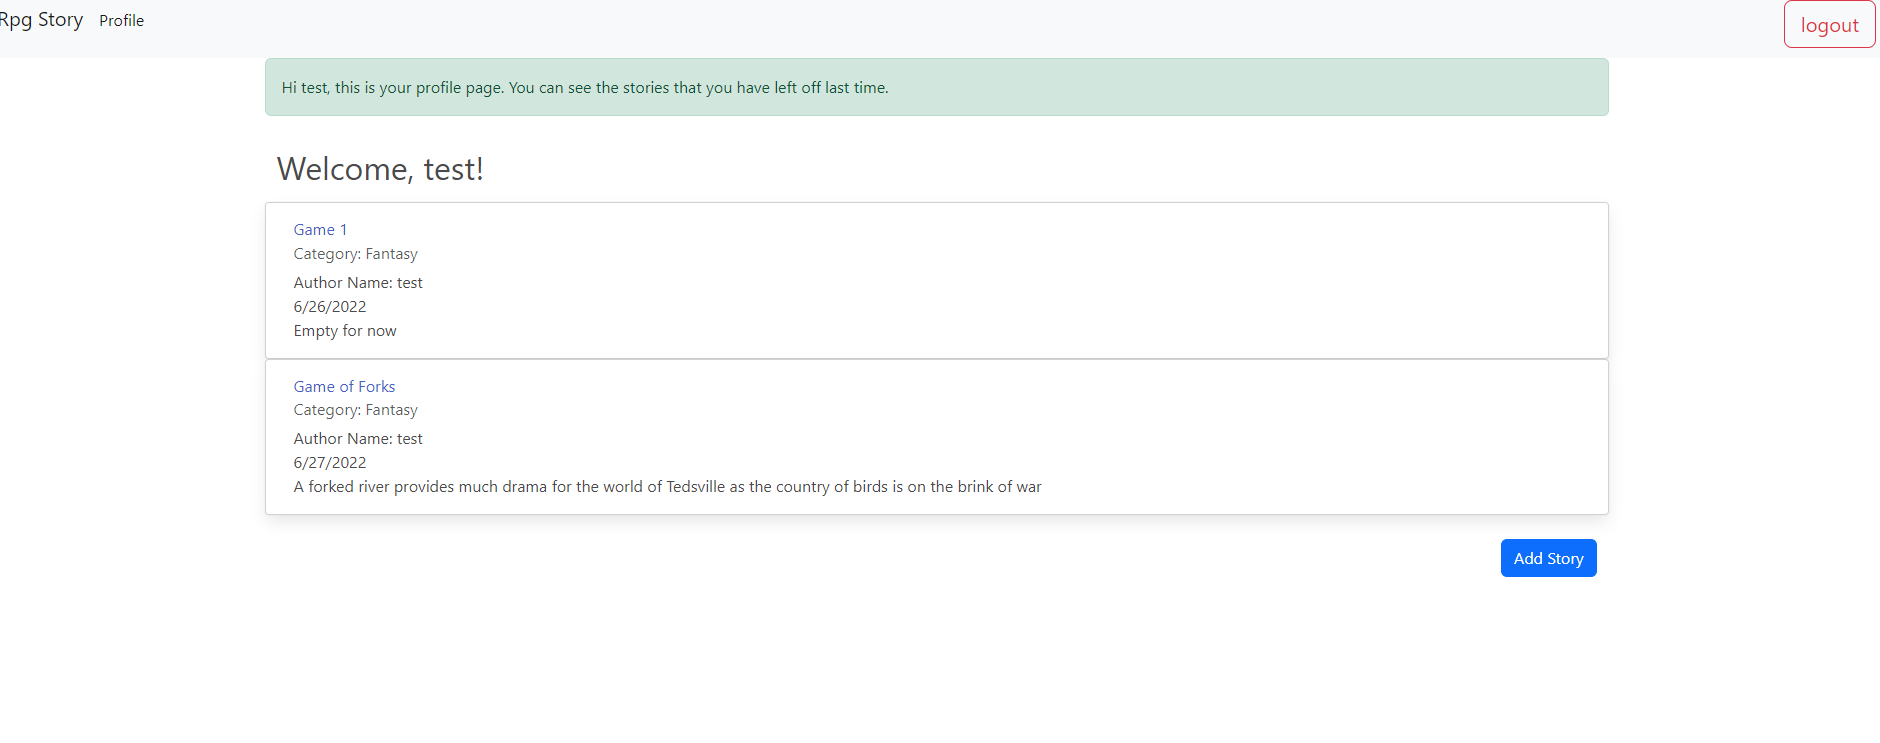 Rpg Story Profile logout
Hi test, this is your profile page. You can see the stories that you have left off last time.
Welcome, test!
Game 1
Category: Fantasy
Author Name: test
6/26/2022
Empty for now
Game of Forks
Category: Fantasy
Author Name: test
6/27/2022
A forked river provides much drama for the world of Tedsville as the country of birds is on the brink of war
Add Story